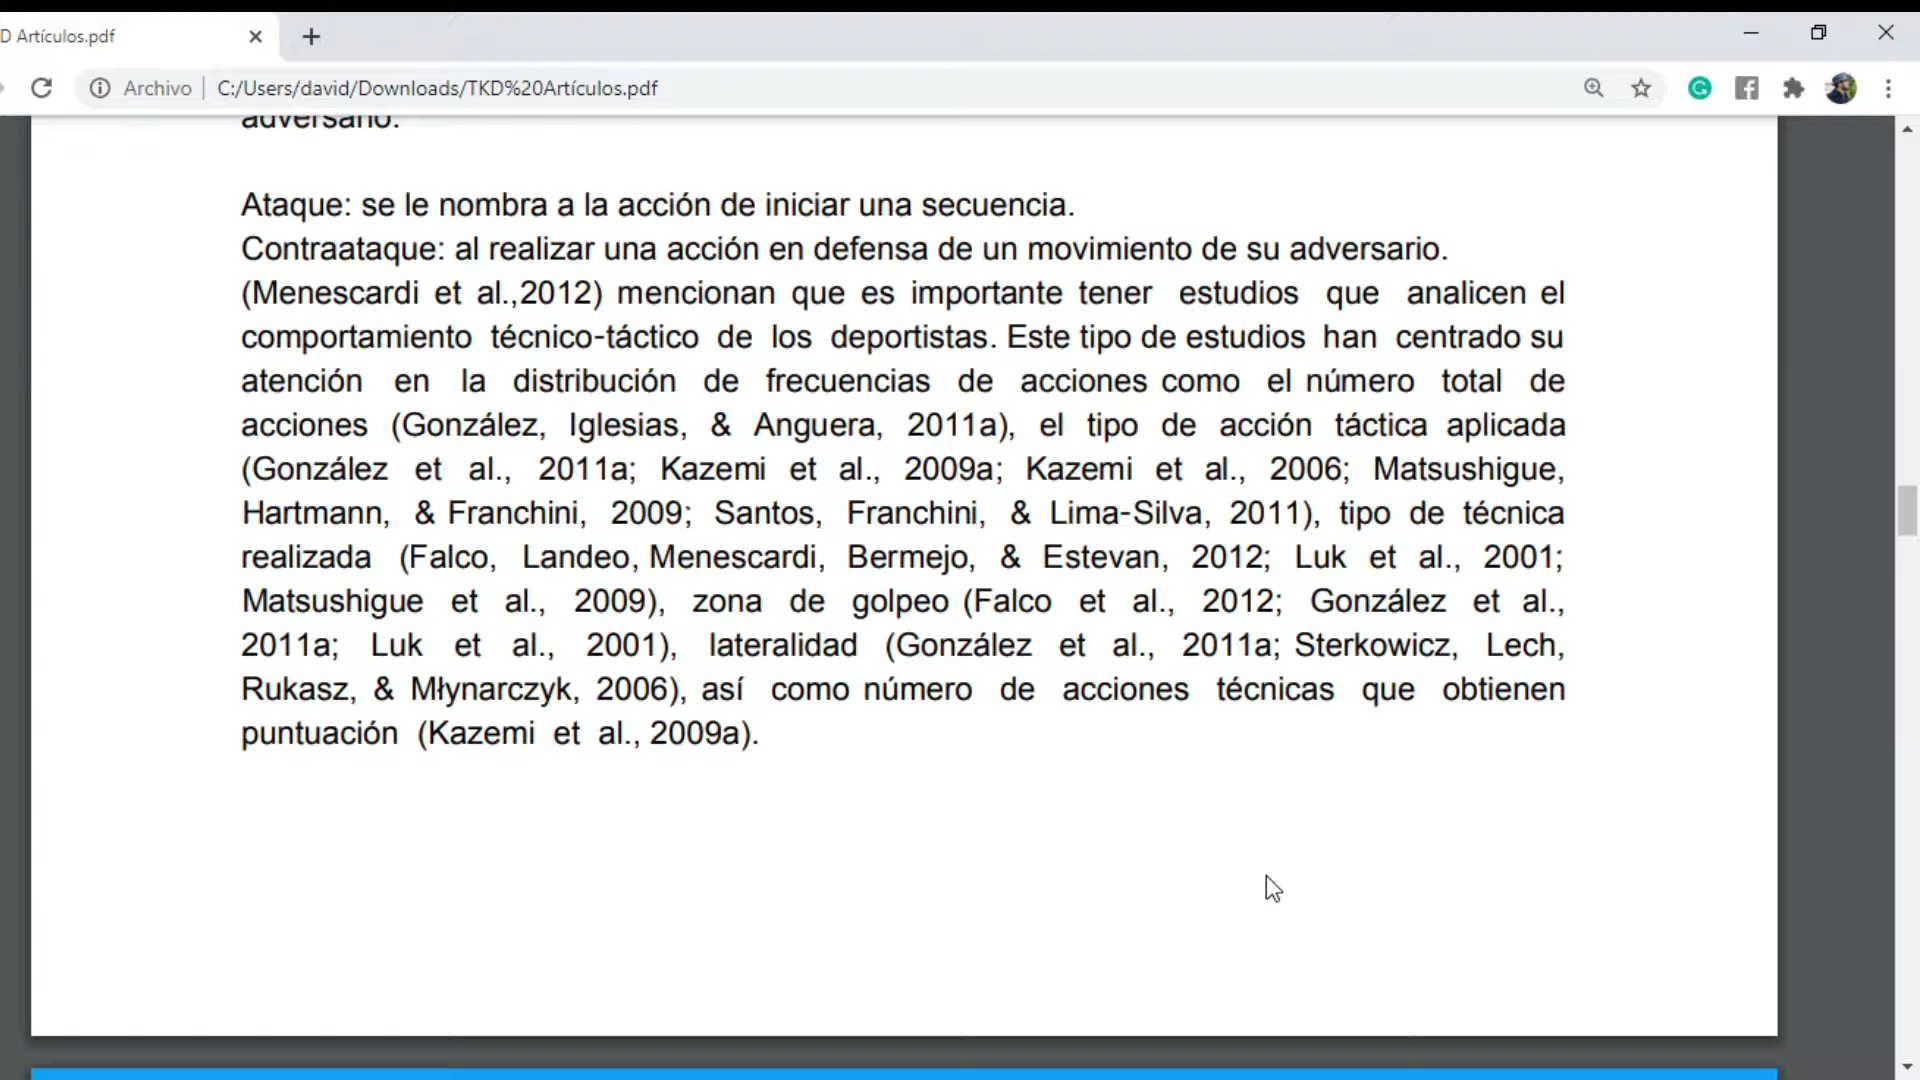 D Artículos.pdf
Archivo
C:/Users/david/Downloads/TKD%20Artículos.pdf
adversario.
Ataque: se le nombra a la acción de iniciar una secuencia.
Contraataque: al realizar una acción en defensa de un movimiento de su adversario.
(Menescardi et al.,2012) mencionan que es importante tener estudios que analicen el
comportamiento técnico-táctico de los deportistas. Este tipo de estudios han centrado su
atención en la distribución de frecuencias de acciones como el número total de
acciones (González, Iglesias, & Anguera, 2011a), el tipo de acción táctica aplicada
(González et al., 2011a; Kazemi et al., 2009a; Kazemi et al., 2006; Matsushigue,
Hartmann, & Franchini, 2009; Santos, Franchini, & Lima-Silva, 2011), tipo de técnica
realizada (Falco, Landeo, Menescardi, Bermejo, & Estevan, 2012; Luk et al., 2001;
Matsushigue et al., 2009), zona de golpeo (Falco et al., 2012; González et al.,
2011a; Luk et al., 2001), lateralidad (González et al., 2011a; Sterkowicz, Lech,
Rukasz, & Młynarczyk, 2006), así como número de acciones técnicas que obtienen
puntuación (Kazemi et al., 2009a).